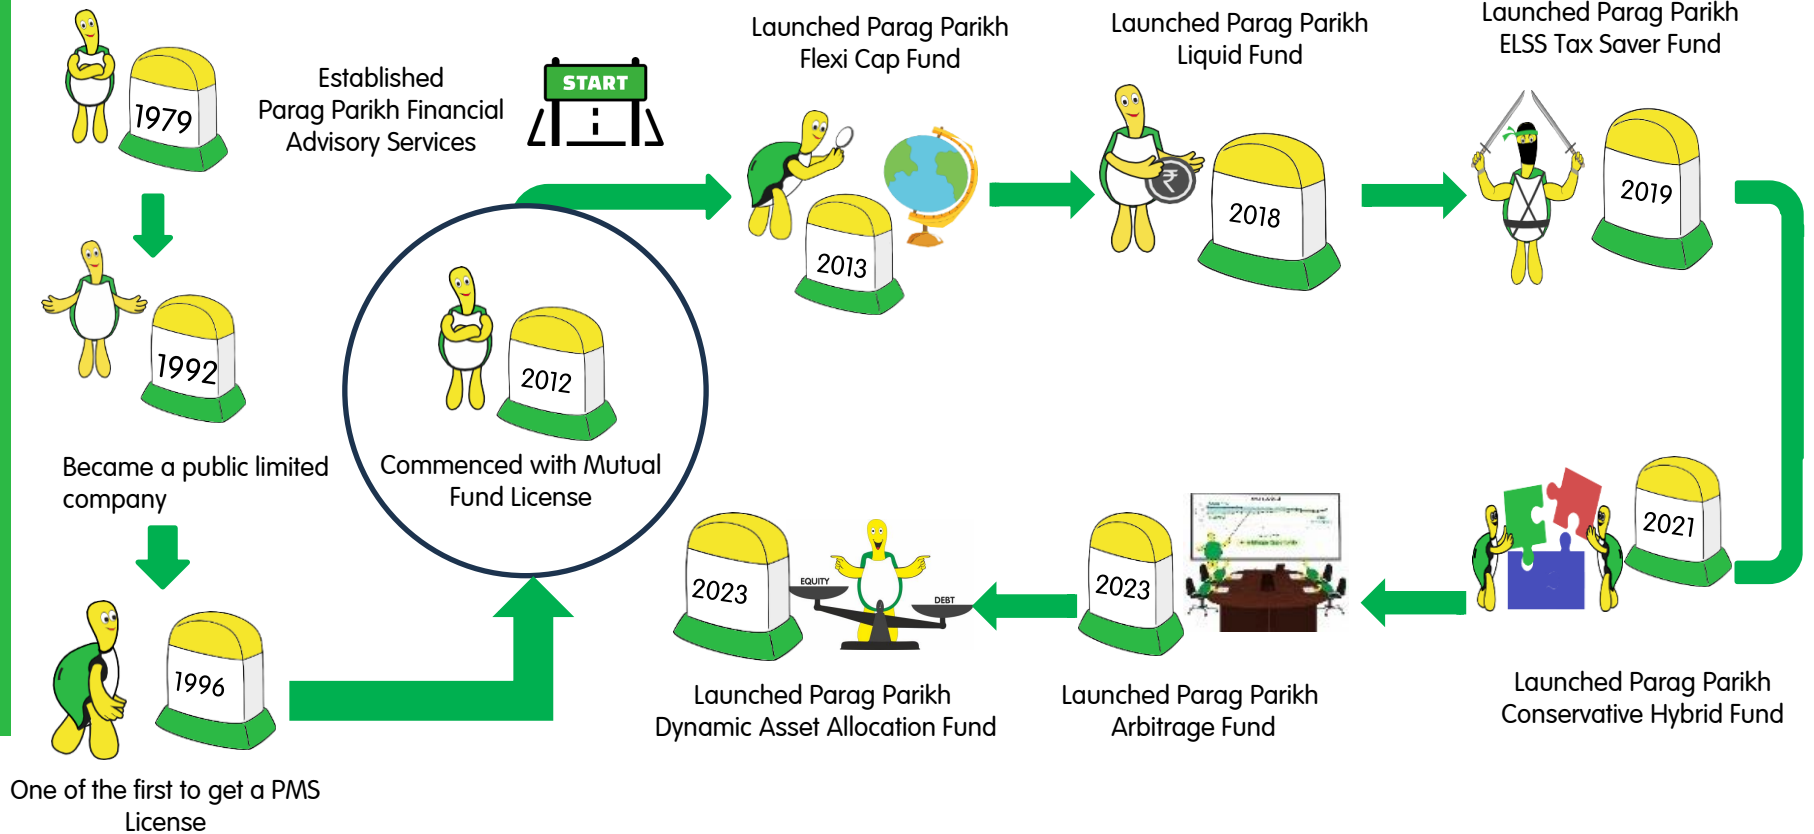 1979
Established
Parag Parikh Financial
Advisory Services
START
1992
Became a public limited
company
1996
One of the first to get a PMS
License
2012
Commenced with Mutual
Fund License
Launched Parag Parikh
Flexi Cap Fund
2013
Launched Parag Parikh
Liquid Fund
₹
2018
Launched Parag Parikh
ELSS Tax Saver Fund
2019
2021
Launched Parag Parikh
Conservative Hybrid Fund
2023
Launched Parag Parikh
Arbitrage Fund
2023
EQUITY
DEBT
Launched Parag Parikh
Dynamic Asset Allocation Fund